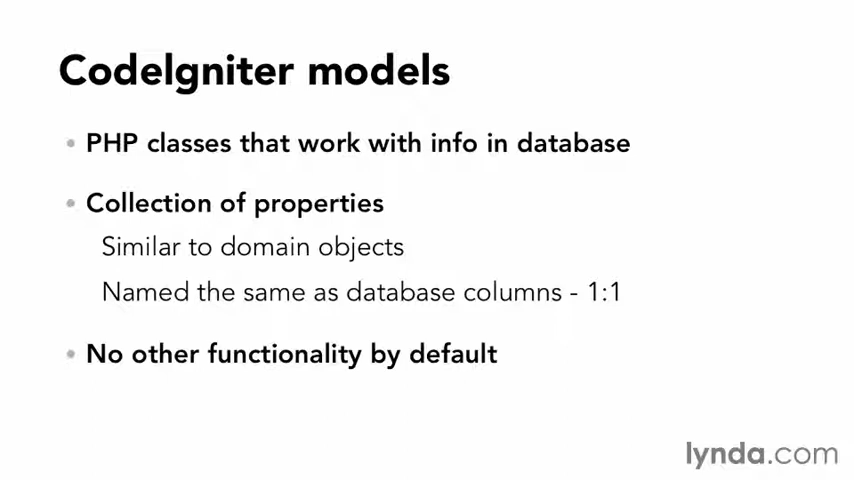 CodeIgniter models
• PHP classes that work with info in database
• Collection of properties
Similar to domain objects
Named the same as database columns - 1:1
• No other functionality by default
lynda.com